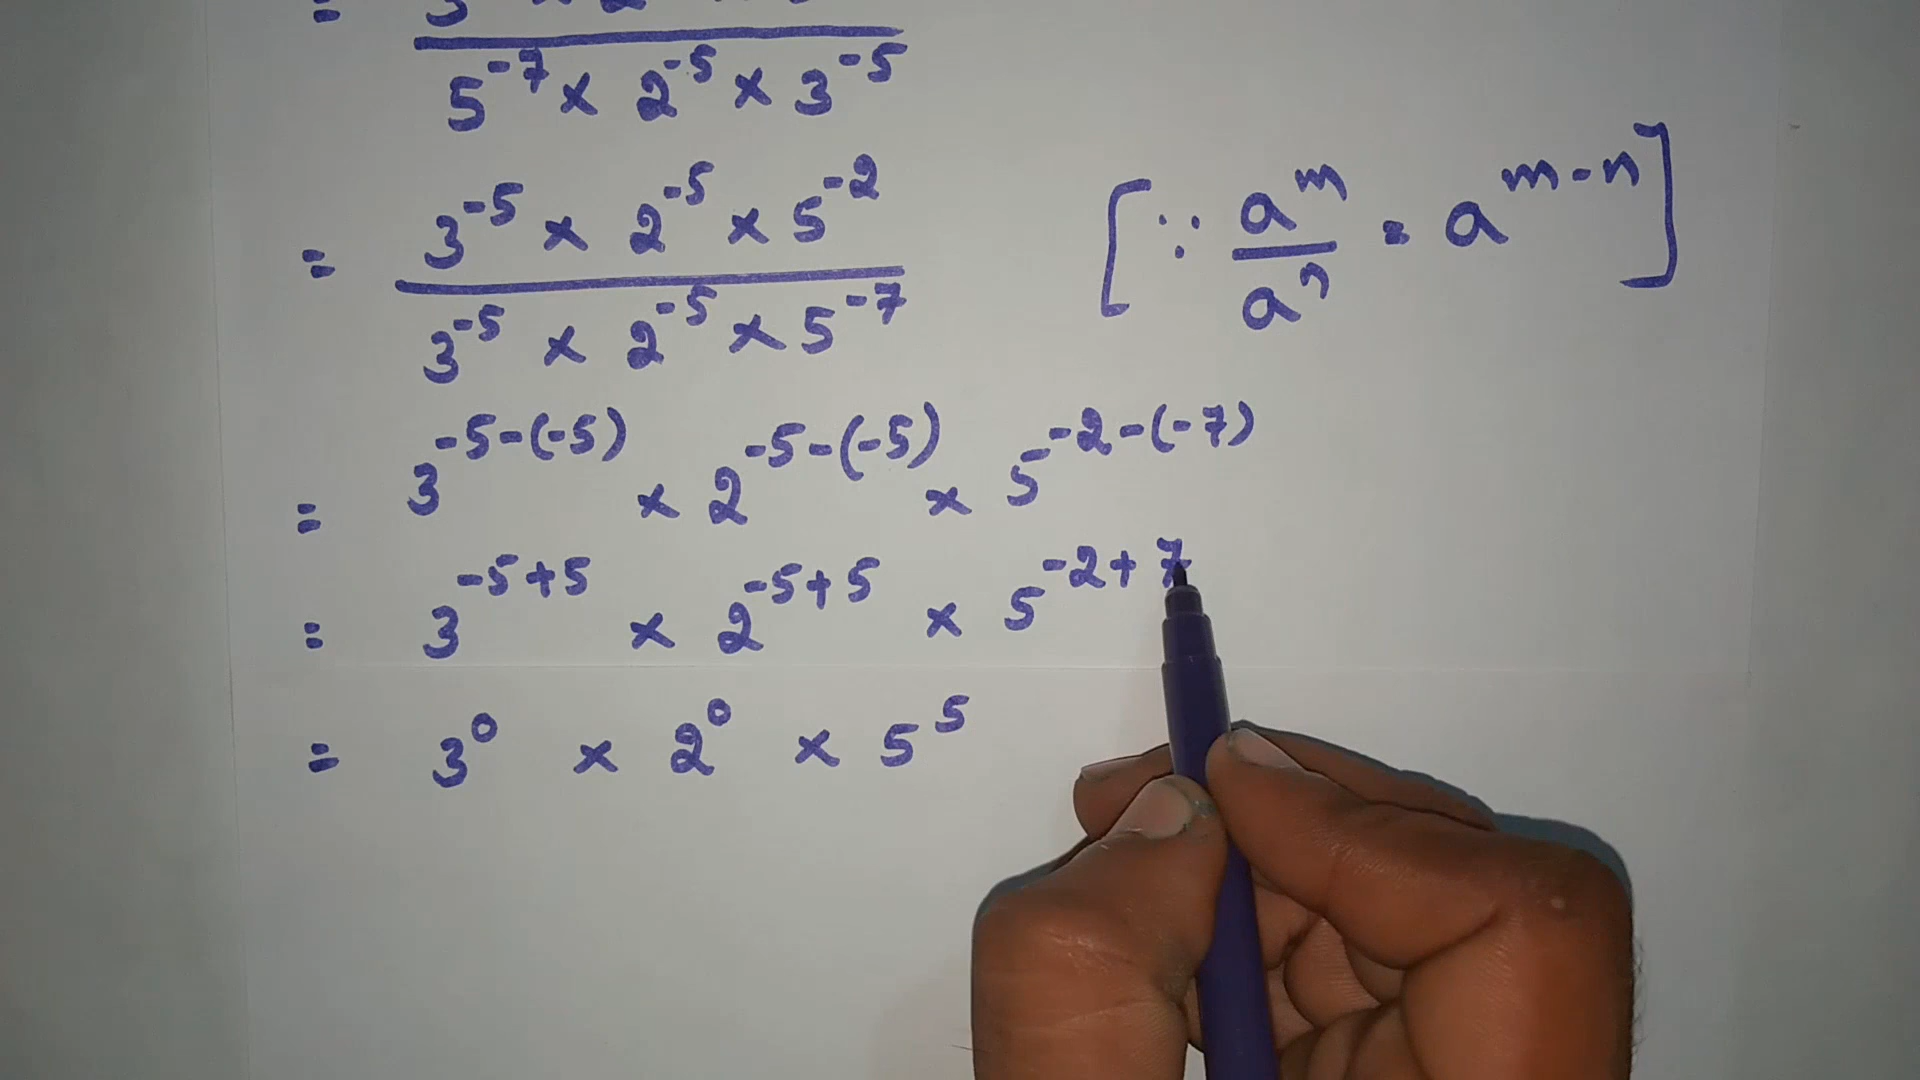 5^-7 × 2^-5 × 3^-5
= 3^-5 × 2^-5 × 5^-2 / 3^-5 × 2^-5 × 5^-7 [∵ a^m / a^n = a^m-n]
= 3^-5-(-5) × 2^-5-(-5) × 5^-2-(-7)
= 3^-5+5 × 2^-5+5 × 5^-2+7
= 3^0 × 2^0 × 5^5